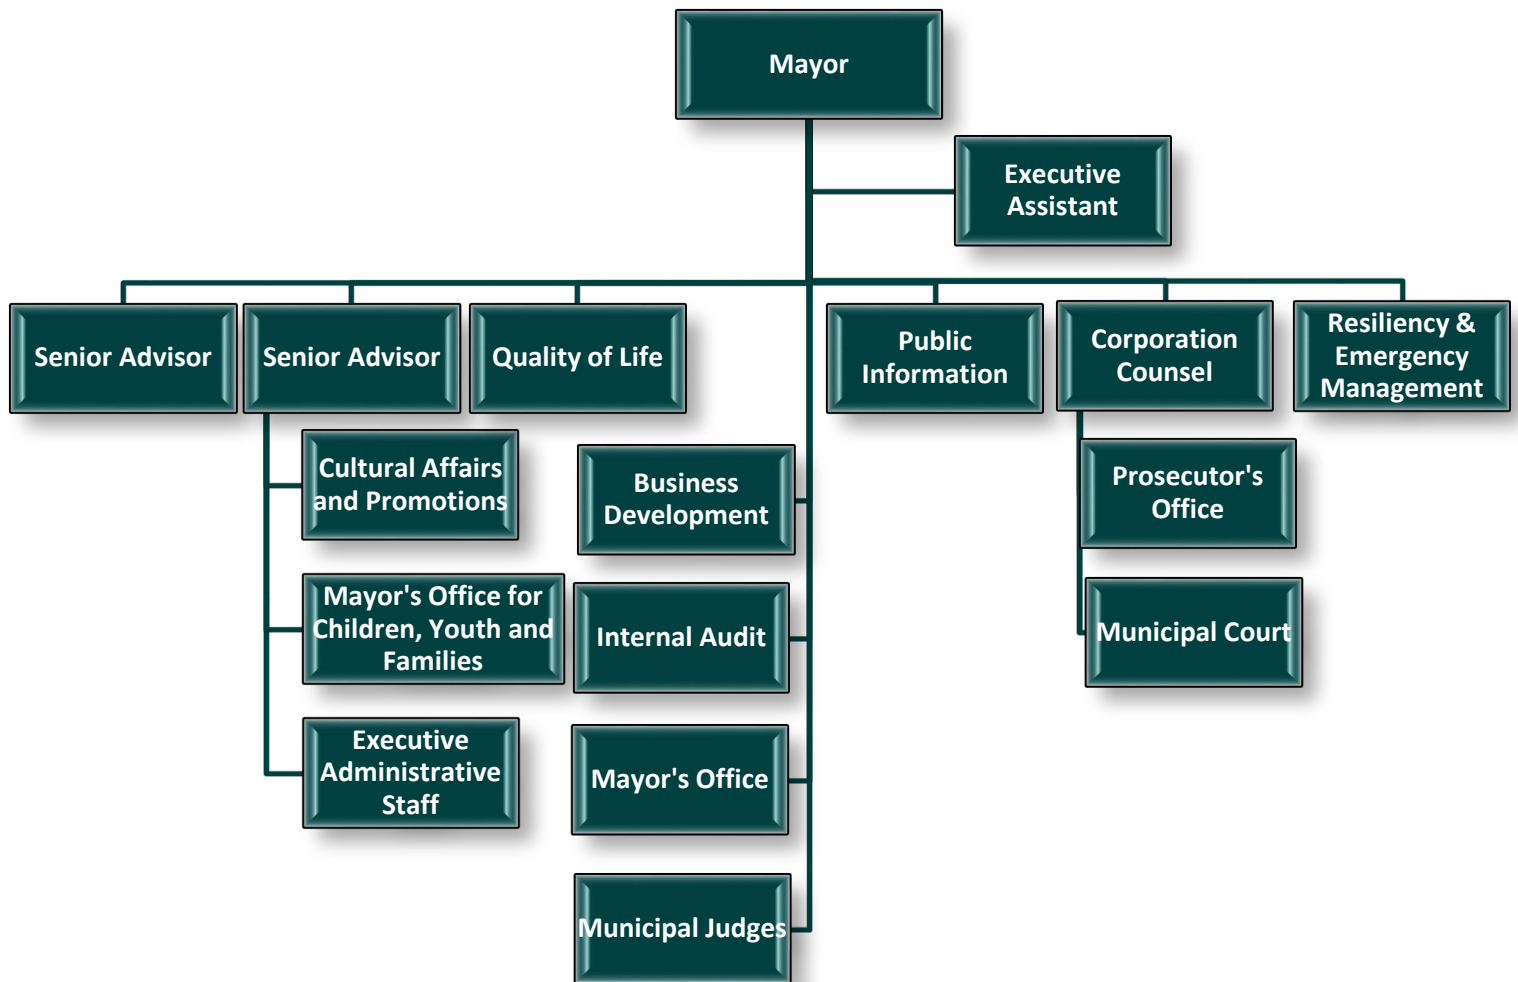 Mayor
Executive
Assistant
Senior Advisor
Senior Advisor
Quality of Life
Public
Information
Corporation
Counsel
Resiliency &
Emergency
Management
Cultural Affairs
and Promotions
Business
Development
Prosecutor's
Office
Mayor's Office for
Children, Youth and
Families
Internal Audit
Municipal Court
Executive
Administrative
Staff
Mayor's Office
Municipal Judges